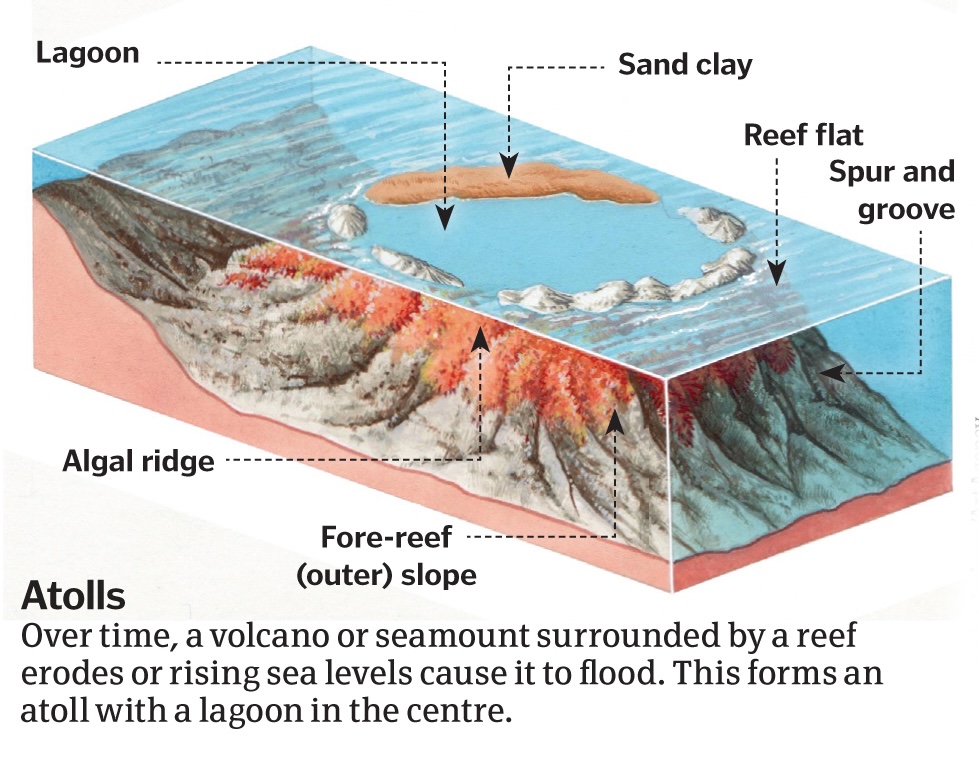 Lagoon
Sand clay
Reef flat
Spur and
groove
Algal ridge
Fore-reef
(outer) slope
Atolls
Over time, a volcano or seamount surrounded by a reef
erodes or rising sea levels cause it to flood. This forms an
atoll with a lagoon in the centre.